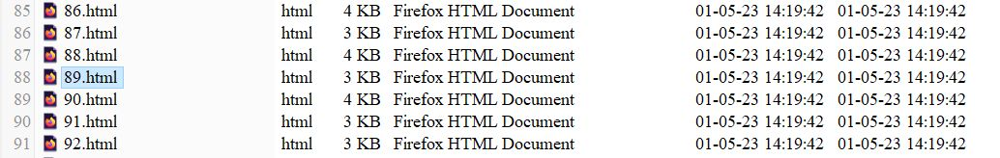 85 86.html html 4 KB Firefox HTML Document 01-05-23 14:19:42 01-05-23 14:19:42
86 87.html html 3 KB Firefox HTML Document 01-05-23 14:19:42 01-05-23 14:19:42
87 88.html html 4 KB Firefox HTML Document 01-05-23 14:19:42 01-05-23 14:19:42
88 89.html html 3 KB Firefox HTML Document 01-05-23 14:19:42 01-05-23 14:19:42
89 90.html html 4 KB Firefox HTML Document 01-05-23 14:19:42 01-05-23 14:19:42
90 91.html html 3 KB Firefox HTML Document 01-05-23 14:19:42 01-05-23 14:19:42
91 92.html html 3 KB Firefox HTML Document 01-05-23 14:19:42 01-05-23 14:19:42